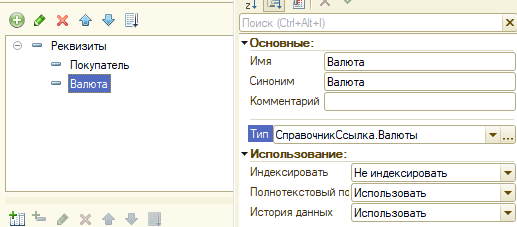 Реквизиты
Покупатель
Валюта
Поиск (Ctrl+Alt+I)
Основные:
Имя Валюта
Синоним Валюта
Комментарий
Тип СправочникСсылка.Валюты ...
Использование:
Индексировать Не индексировать
Полнотекстовый по Использовать
История данных Использовать